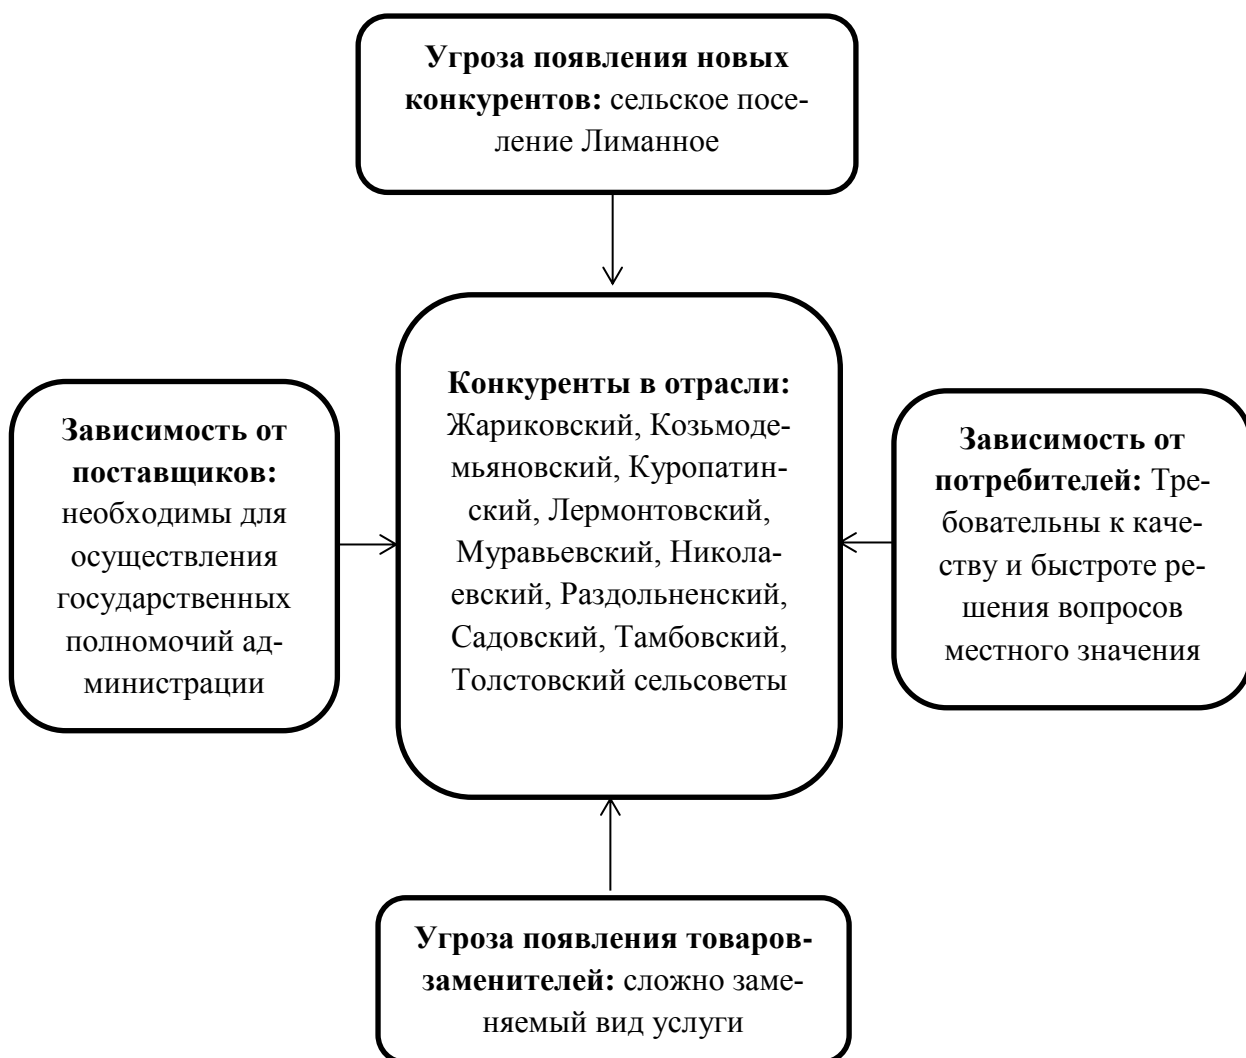 Угроза появления новых
конкурентов: сельское посе-
ление Лиманное
Зависимость от
поставщиков:
необходимы для
осуществления
государственных
полномочий ад-
министрации
Конкуренты в отрасли:
Жариковский, Козьмоде-
мьяновский, Куропатин-
ский, Лермонтовский,
Муравьевский, Никола-
евский, Раздольненский,
Садовский, Тамбовский,
Толстовский сельсоветы
Зависимость от
потребителей: Тре-
бовательны к каче-
ству и быстроте ре-
шения вопросов
местного значения
Угроза появления товаров-
заменителей: сложно заме-
няемый вид услуги